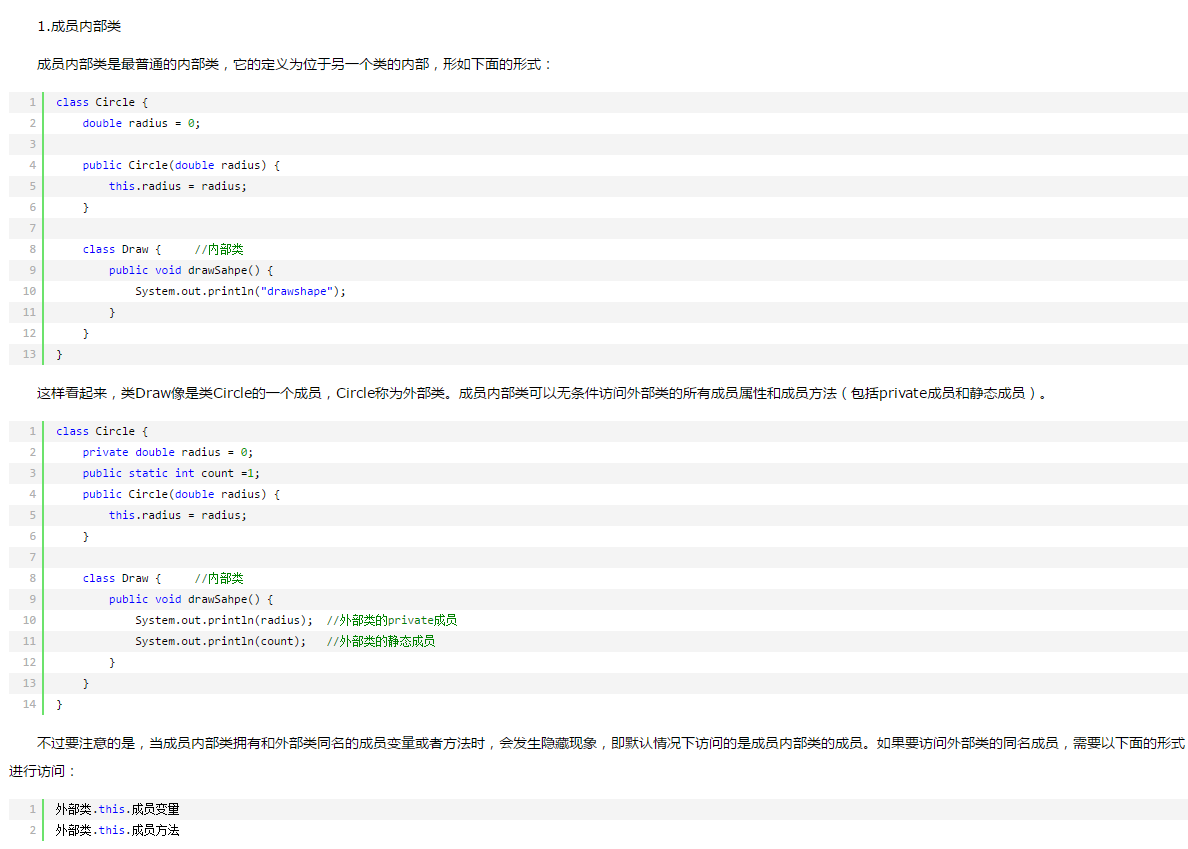 1.成员内部类
成员内部类是最普通的内部类，它的定义为位于另一个类的内部，形如下面的形式：
1 class Circle {
2     double radius = 0;
3
4     public Circle(double radius) {
5         this.radius = radius;
6     }
7
8     class Draw {     //内部类
9         public void drawSahpe() {
10             System.out.println("drawshape");
11         }
12     }
13 }
这样看起来，类Draw像是类Circle的一个成员，Circle称为外部类。成员内部类可以无条件访问外部类的所有成员属性和成员方法（包括private成员和静态成员）。
1 class Circle {
2     private double radius = 0;
3     public static int count =1;
4     public Circle(double radius) {
5         this.radius = radius;
6     }
7
8     class Draw {     //内部类
9         public void drawSahpe() {
10             System.out.println(radius);  //外部类的private成员
11             System.out.println(count);   //外部类的静态成员
12         }
13     }
14 }
不过要注意的是，当成员内部类拥有和外部类同名的成员变量或者方法时，会发生隐藏现象，即默认情况下访问的是成员内部类的成员。如果要访问外部类的同名成员，需要以下面的形式
进行访问：
1 外部类.this.成员变量
2 外部类.this.成员方法